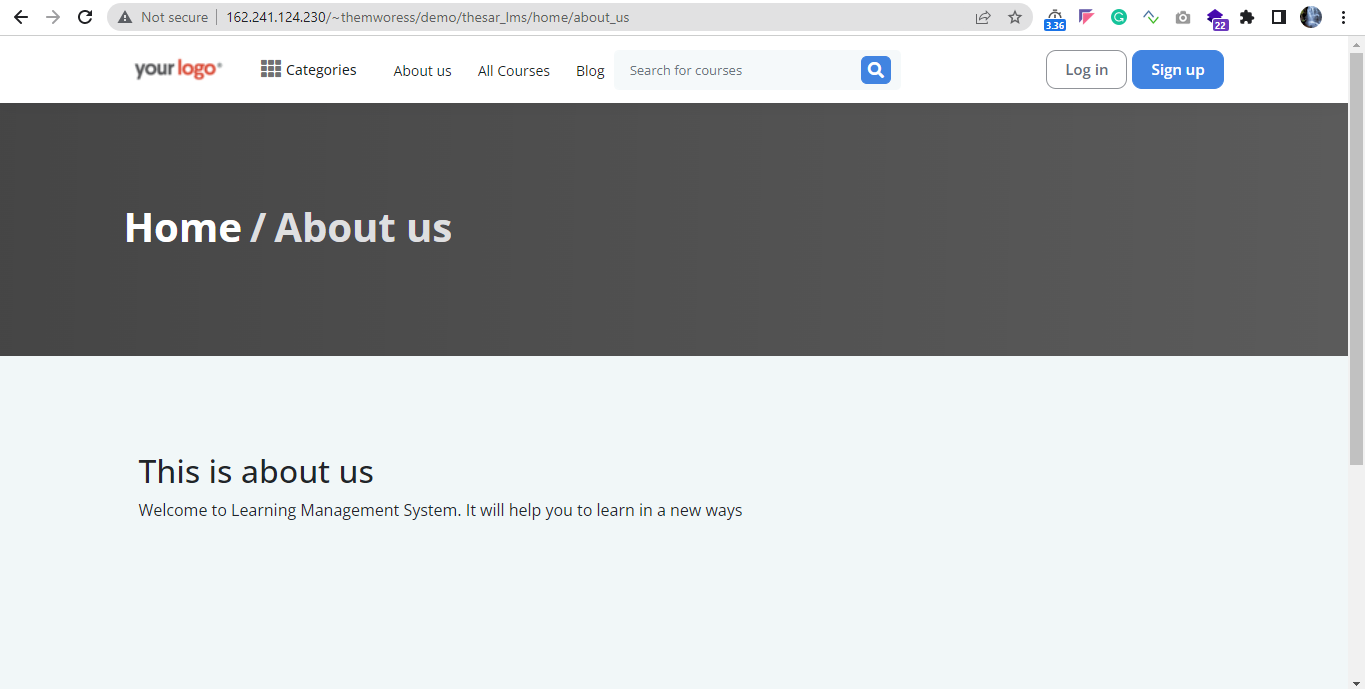 Not secure 162.241.124.230/~themworess/demo/thesar_lms/home/about_us
3.36
22
your logo®
Categories
About us
All Courses
Blog
Search for courses
Log in
Sign up
Home / About us
This is about us
Welcome to Learning Management System. It will help you to learn in a new ways